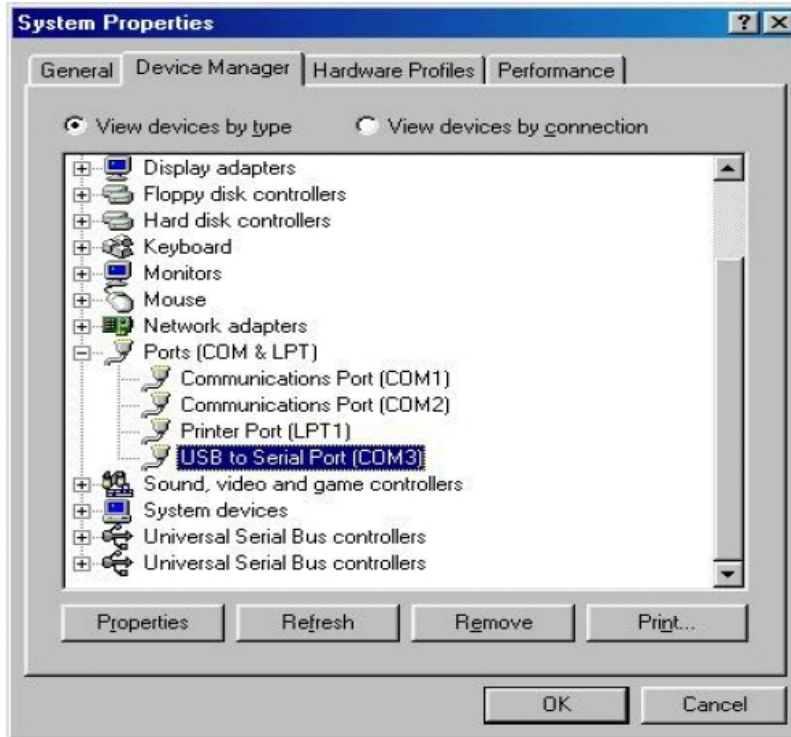 System Properties
General Device Manager Hardware Profiles Performance
View devices by type View devices by connection
Display adapters
Floppy disk controllers
Hard disk controllers
Keyboard
Monitors
Mouse
Network adapters
Ports (COM & LPT)
Communications Port (COM1)
Communications Port (COM2)
Printer Port (LPT1)
USB to Serial Port (COM3)
Sound, video and game controllers
System devices
Universal Serial Bus controllers
Universal Serial Bus controllers
Properties Refresh Remove Print...
OK Cancel